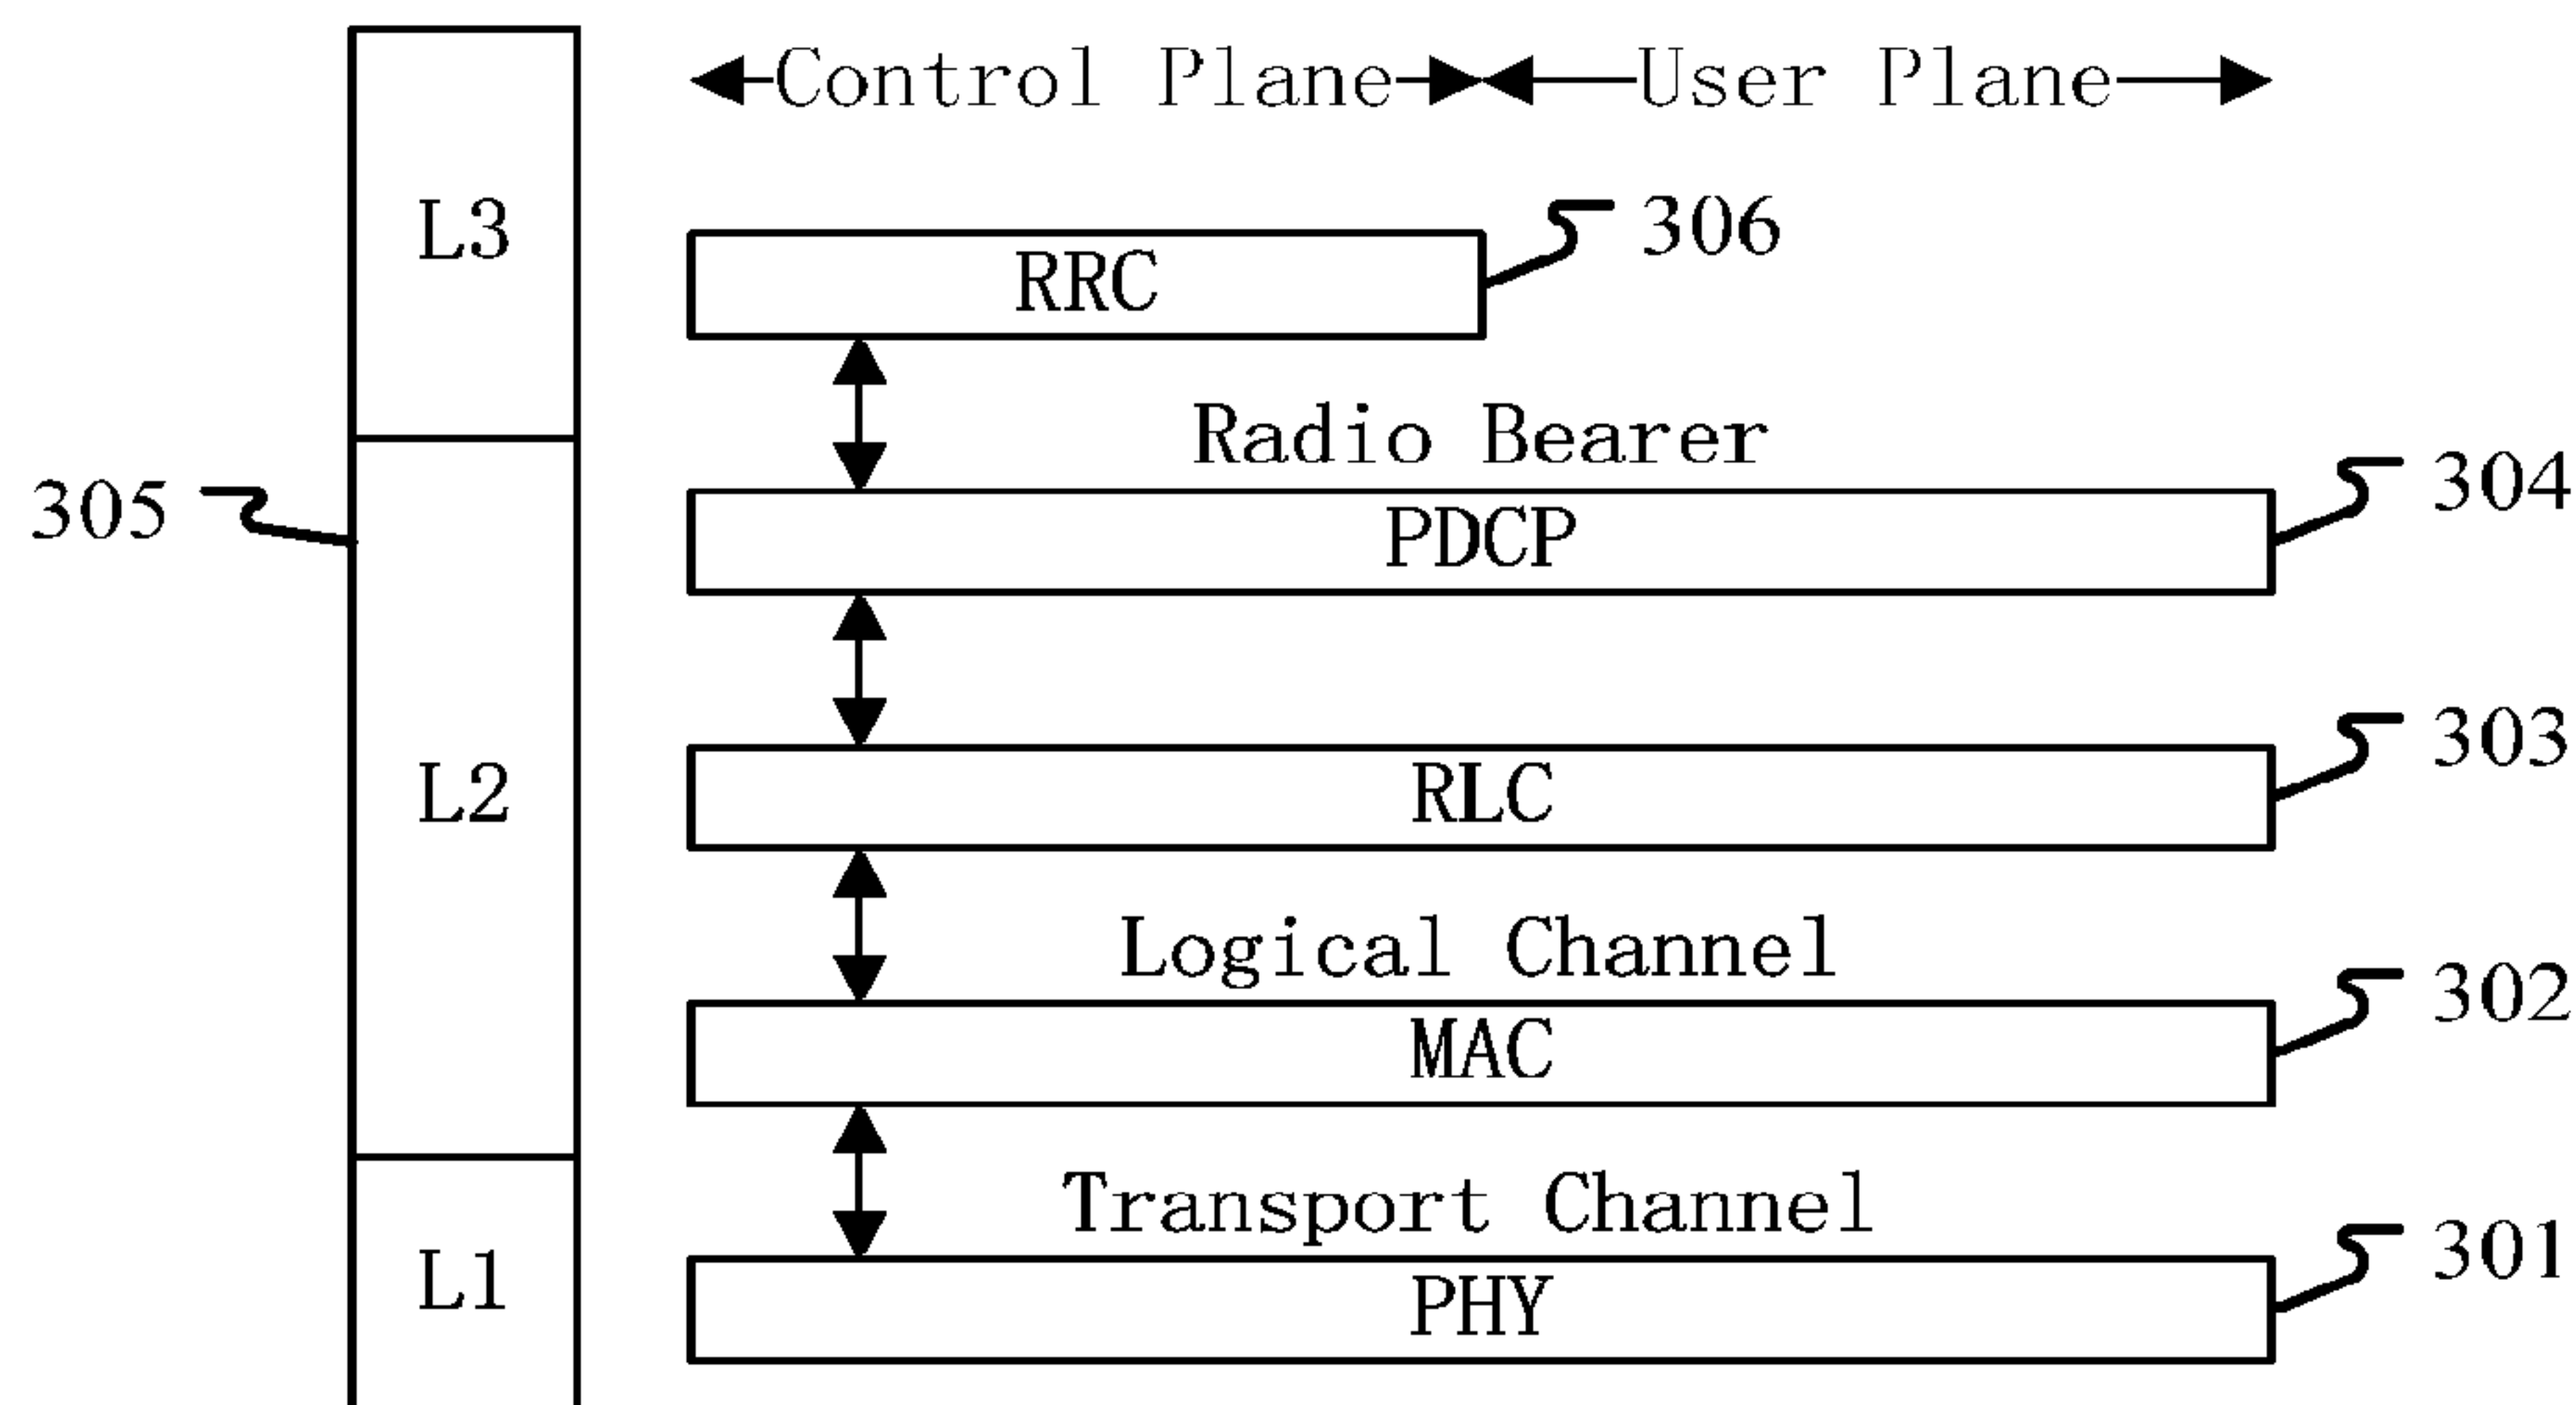 Control Plane User Plane
L3
RRC
306
Radio Bearer
304
305
PDCP
303
L2
RLC
Logical Channel
302
MAC
Transport Channel
301
L1
PHY